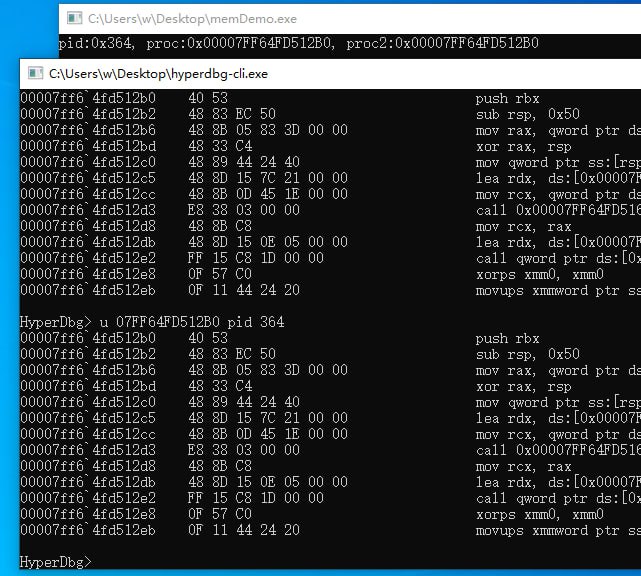 C:\Users\w\Desktop\memDemo.exe
pid:0x364, proc:0x00007FF64FD512B0, proc2:0x00007FF64FD512B0
C:\Users\w\Desktop\hyperdbg-cli.exe
00007ff6`4fd512b0 40 53 push rbx
00007ff6`4fd512b2 48 83 EC 50 sub rsp, 0x50
00007ff6`4fd512b6 48 8B 05 83 3D 00 00 mov rax, qword ptr ds
00007ff6`4fd512bd 48 33 C4 xor rax, rsp
00007ff6`4fd512c0 48 89 44 24 40 mov qword ptr ss:[rsp
00007ff6`4fd512c5 48 8D 15 7C 21 00 00 lea rdx, ds:[0x00007F
00007ff6`4fd512cc 48 8B 0D 45 1E 00 00 mov rcx, qword ptr ds
00007ff6`4fd512d3 E8 38 03 00 00 call 0x00007FF64FD516
00007ff6`4fd512d8 48 8B C8 mov rcx, rax
00007ff6`4fd512db 48 8D 15 0E 05 00 00 lea rdx, ds:[0x00007F
00007ff6`4fd512e2 FF 15 C8 1D 00 00 call qword ptr ds:[0x
00007ff6`4fd512e8 0F 57 C0 xorps xmm0, xmm0
00007ff6`4fd512eb 0F 11 44 24 20 movups xmmword ptr ss
HyperDbg> u 07FF64FD512B0 pid 364
00007ff6`4fd512b0 40 53 push rbx
00007ff6`4fd512b2 48 83 EC 50 sub rsp, 0x50
00007ff6`4fd512b6 48 8B 05 83 3D 00 00 mov rax, qword ptr ds
00007ff6`4fd512bd 48 33 C4 xor rax, rsp
00007ff6`4fd512c0 48 89 44 24 40 mov qword ptr ss:[rsp
00007ff6`4fd512c5 48 8D 15 7C 21 00 00 lea rdx, ds:[0x00007F
00007ff6`4fd512cc 48 8B 0D 45 1E 00 00 mov rcx, qword ptr ds
00007ff6`4fd512d3 E8 38 03 00 00 call 0x00007FF64FD516
00007ff6`4fd512d8 48 8B C8 mov rcx, rax
00007ff6`4fd512db 48 8D 15 0E 05 00 00 lea rdx, ds:[0x00007F
00007ff6`4fd512e2 FF 15 C8 1D 00 00 call qword ptr ds:[0x
00007ff6`4fd512e8 0F 57 C0 xorps xmm0, xmm0
00007ff6`4fd512eb 0F 11 44 24 20 movups xmmword ptr ss
HyperDbg>